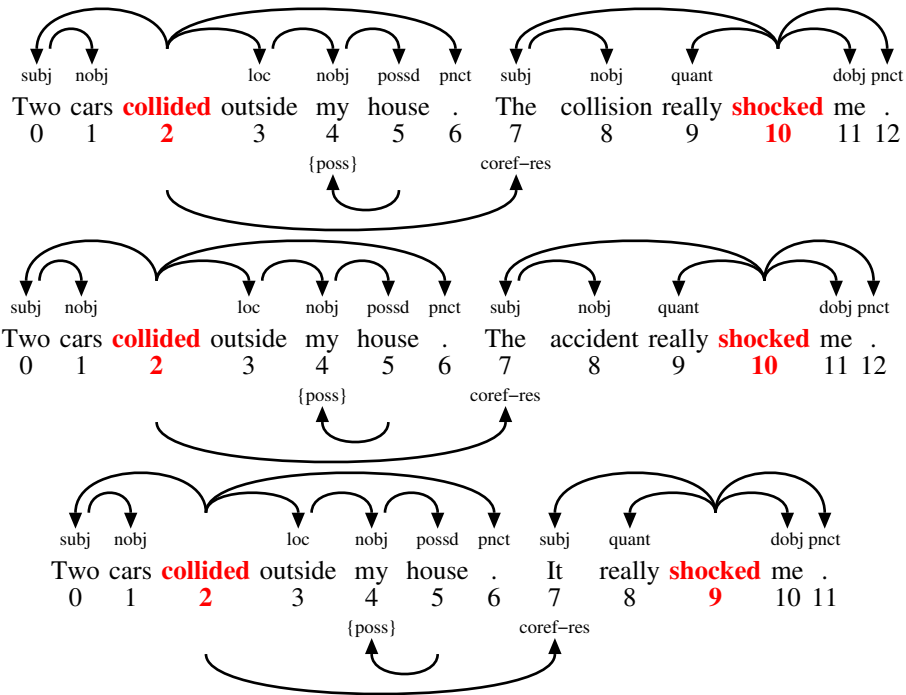 subj nobj loc nobj possd pnct subj nobj quant dobj pnct
Two cars collided outside my house . The collision really shocked me .
0 1 2 3 4 5 6 7 8 9 10 11 12
{poss} coref−res
subj nobj loc nobj possd pnct subj nobj quant dobj pnct
Two cars collided outside my house . The accident really shocked me .
0 1 2 3 4 5 6 7 8 9 10 11 12
{poss} coref−res
subj nobj loc nobj possd pnct subj quant dobj pnct
Two cars collided outside my house . It really shocked me .
0 1 2 3 4 5 6 7 8 9 10 11
{poss} coref−res